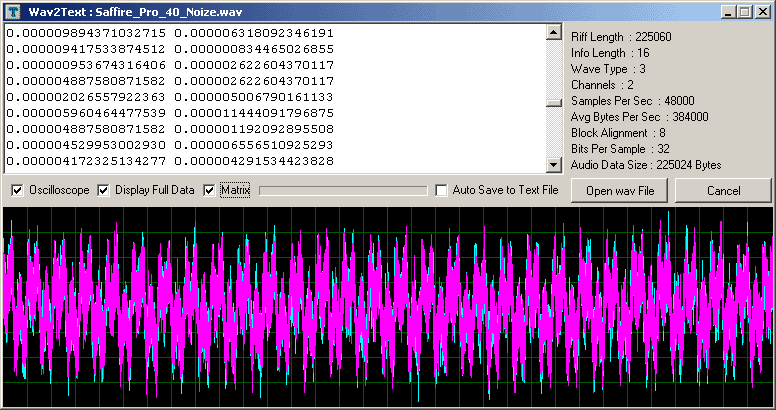 Wav2Text : Saffire_Pro_40_Noize.wav
0.000009894371032715 0.000006318092346191
0.000009417533874512 0.000000834465026855
0.000000953674316406 0.000002622604370117
0.000004887580871582 0.000002622604370117
0.000002026557922363 0.000005006790161133
0.000005960464477539 0.000011444091796875
0.000004887580871582 0.00001192092895508
0.000004529953002930 0.000006556510925293
0.000004172325134277 0.000004291534423828
Riff Length : 225060
Info Length : 16
Wave Type : 3
Channels : 2
Samples Per Sec : 48000
Avg Bytes Per Sec : 384000
Block Alignment : 8
Bits Per Sample : 32
Audio Data Size : 225024 Bytes
Oscilloscope Display Full Data Matrix Auto Save to Text File Open wav File Cancel